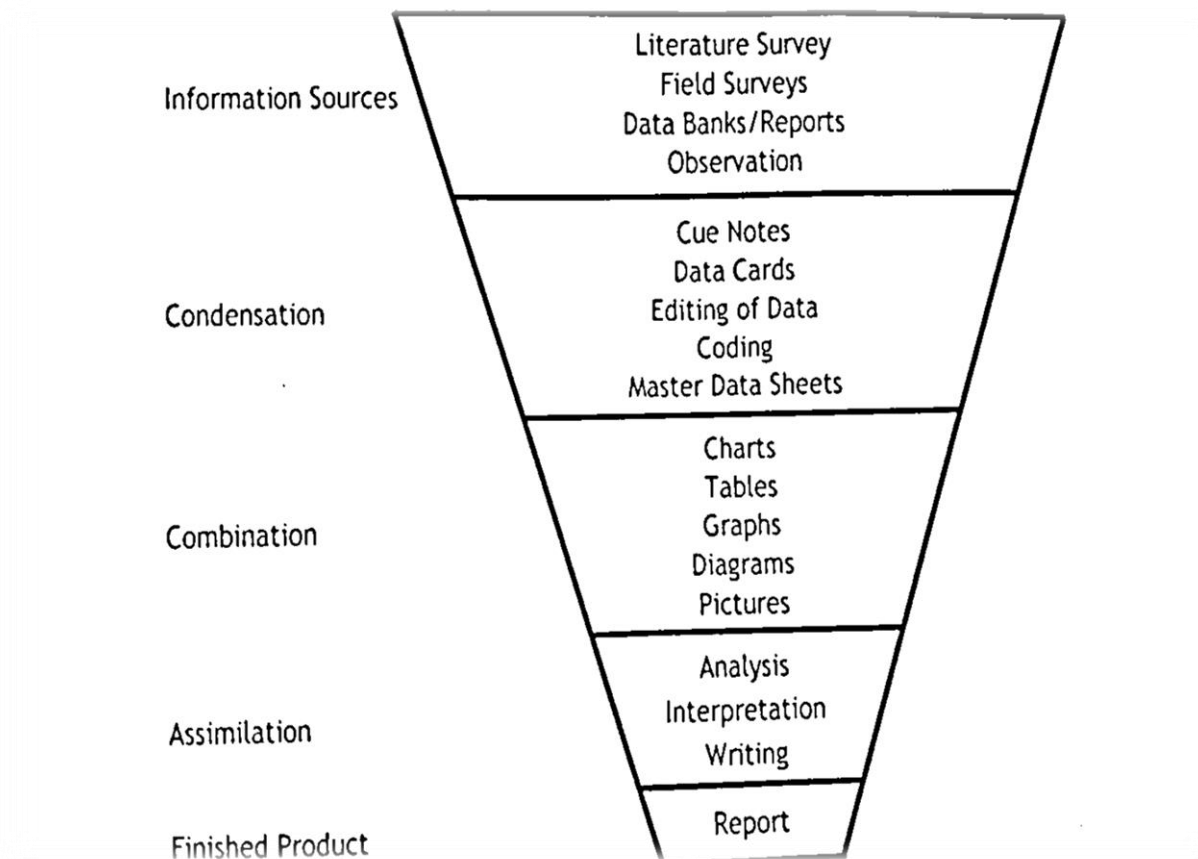 Information Sources
Literature Survey
Field Surveys
Data Banks/Reports
Observation
Condensation
Cue Notes
Data Cards
Editing of Data
Coding
Master Data Sheets
Combination
Charts
Tables
Graphs
Diagrams
Pictures
Assimilation
Analysis
Interpretation
Writing
Finished Product
Report